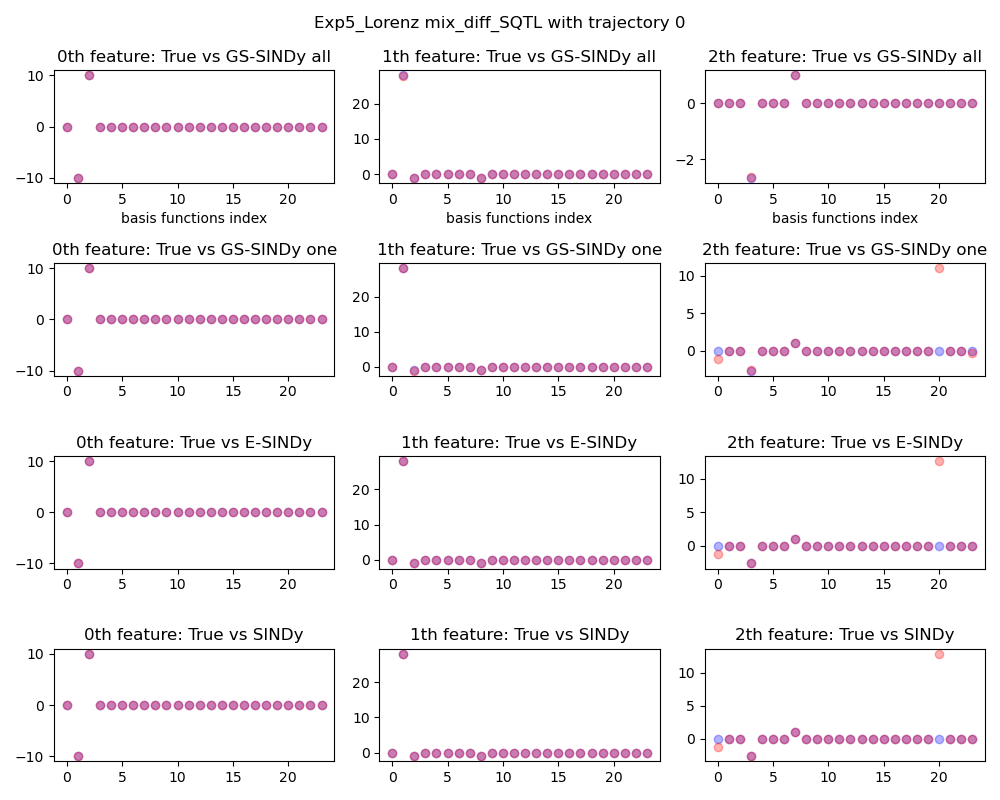 Exp5_Lorenz mix_diff_SQTL with trajectory 0
0th feature: True vs GS-SINDy all
1th feature: True vs GS-SINDy all
2th feature: True vs GS-SINDy all
10
0
−10
0 5 10 15 20
basis functions index
20
10
0
0 5 10 15 20
basis functions index
0
−2
0 5 10 15 20
basis functions index
0th feature: True vs GS-SINDy one
1th feature: True vs GS-SINDy one
2th feature: True vs GS-SINDy one
10
0
−10
0 5 10 15 20
20
10
0
0 5 10 15 20
10
5
0
0 5 10 15 20
0th feature: True vs E-SINDy
1th feature: True vs E-SINDy
2th feature: True vs E-SINDy
10
0
−10
0 5 10 15 20
20
10
0
0 5 10 15 20
10
5
0
0 5 10 15 20
0th feature: True vs SINDy
1th feature: True vs SINDy
2th feature: True vs SINDy
10
0
−10
0 5 10 15 20
20
10
0
0 5 10 15 20
10
5
0
0 5 10 15 20